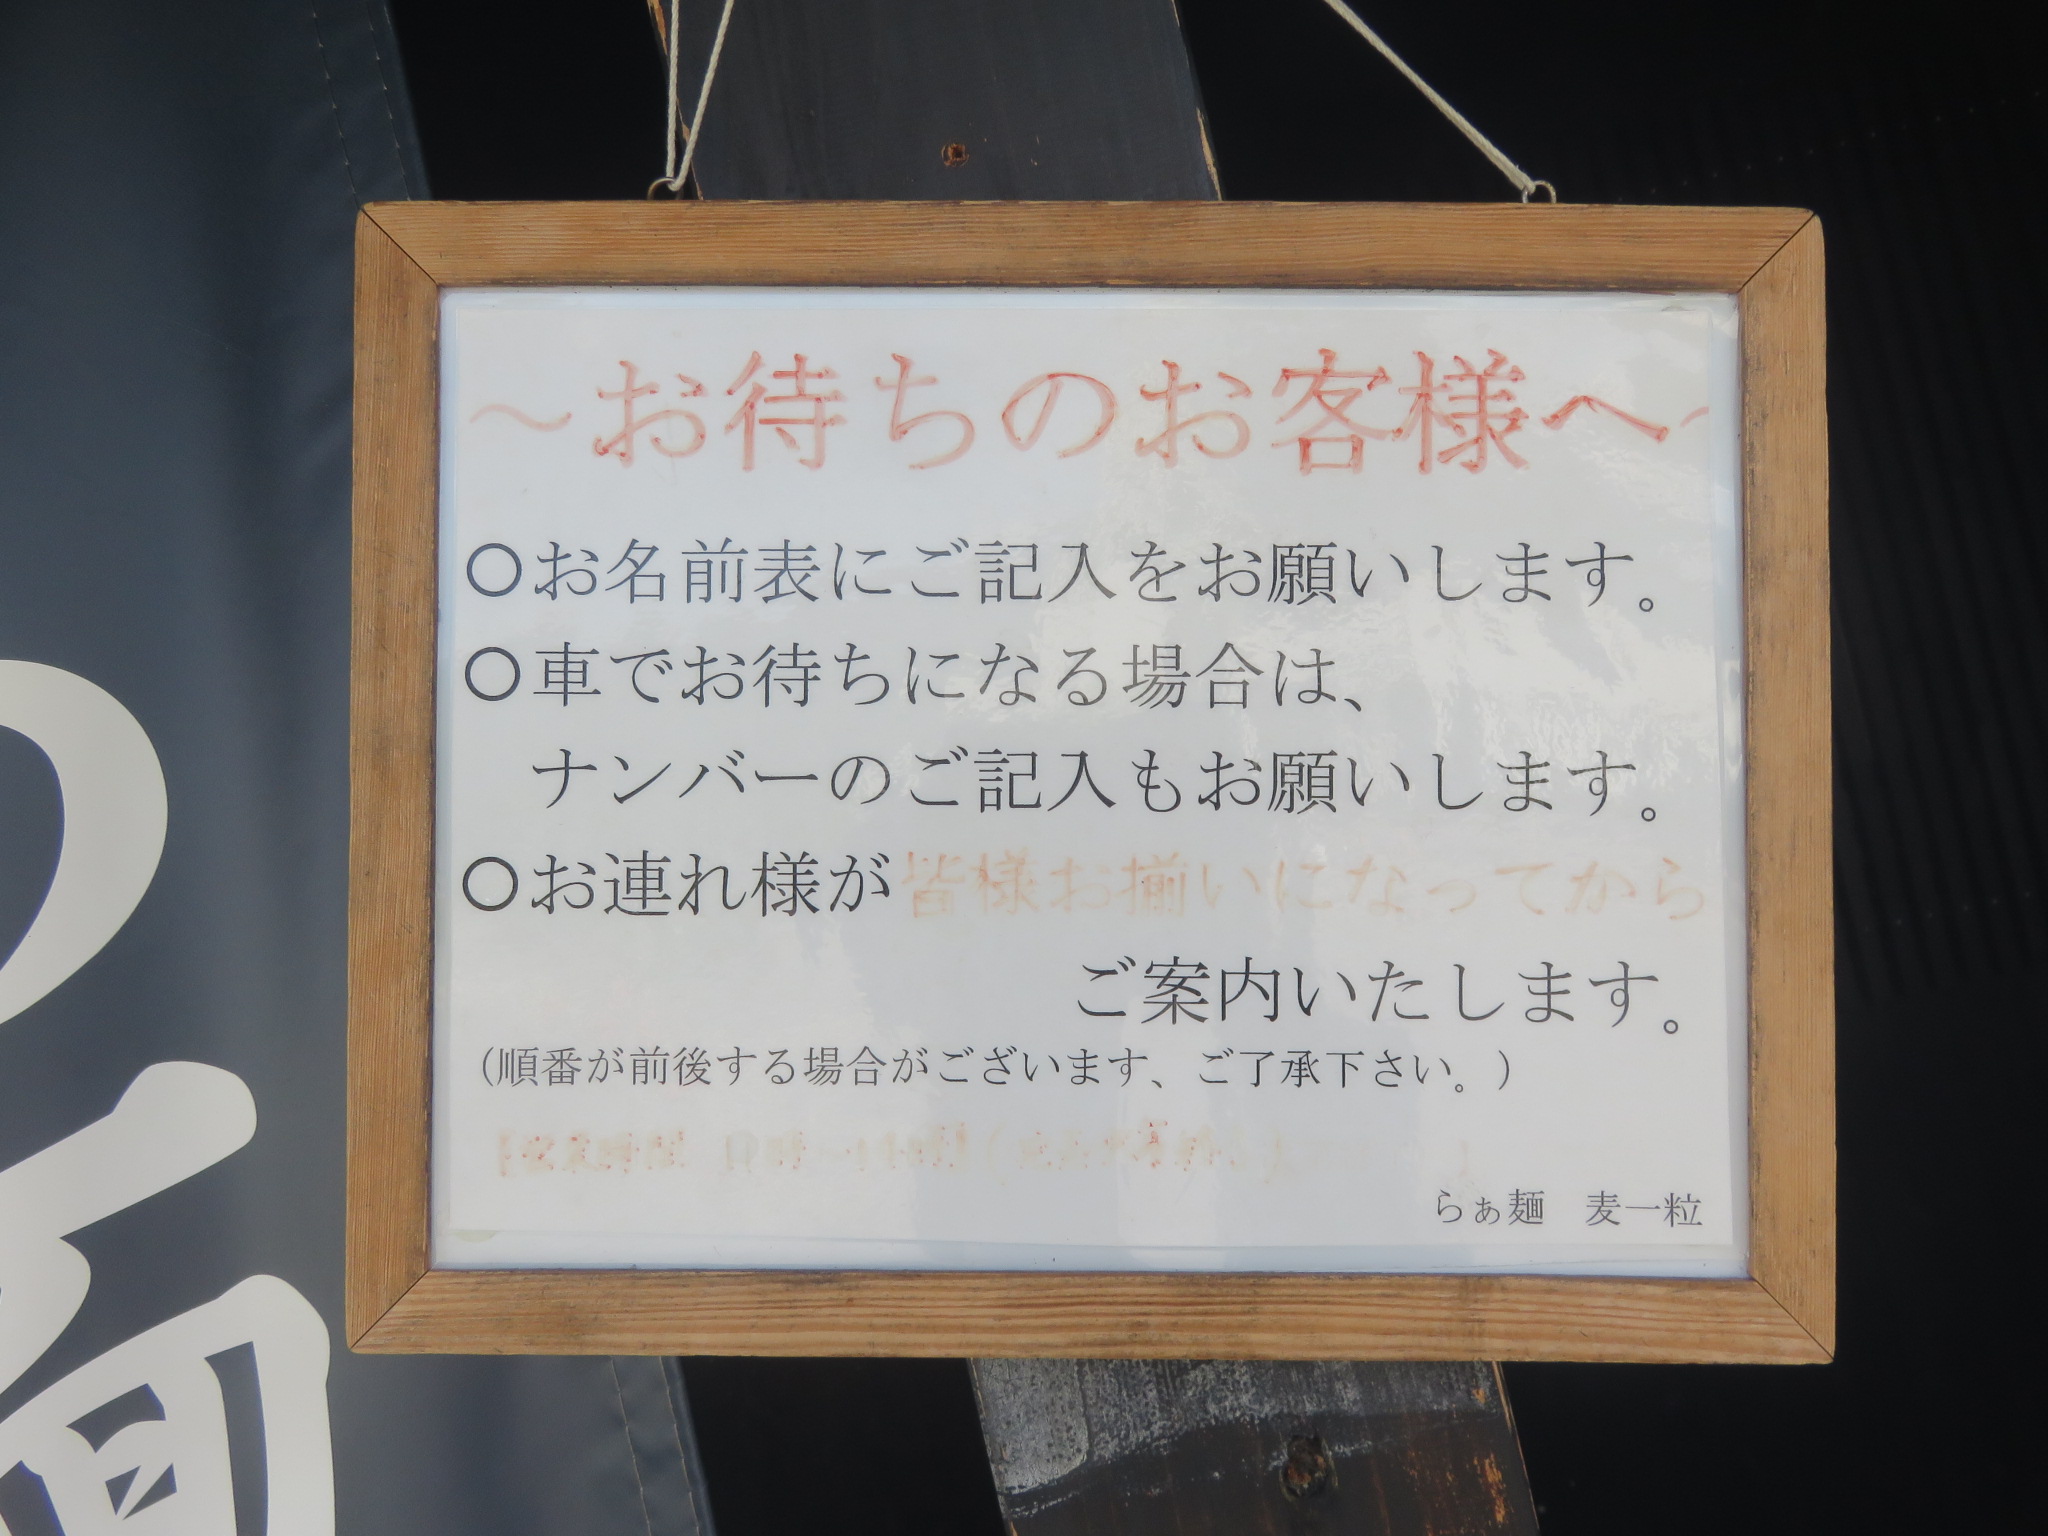 ～お待ちのお客様へ～
〇お名前表にご記入をお願いします。
〇車でお待ちになる場合は、
ナンバーのご記入もお願いします。
〇お連れ様が皆様お揃いになってから
ご案内いたします。
（順番が前後する場合がございます、ご了承下さい。）
らぁ麺　麦一粒